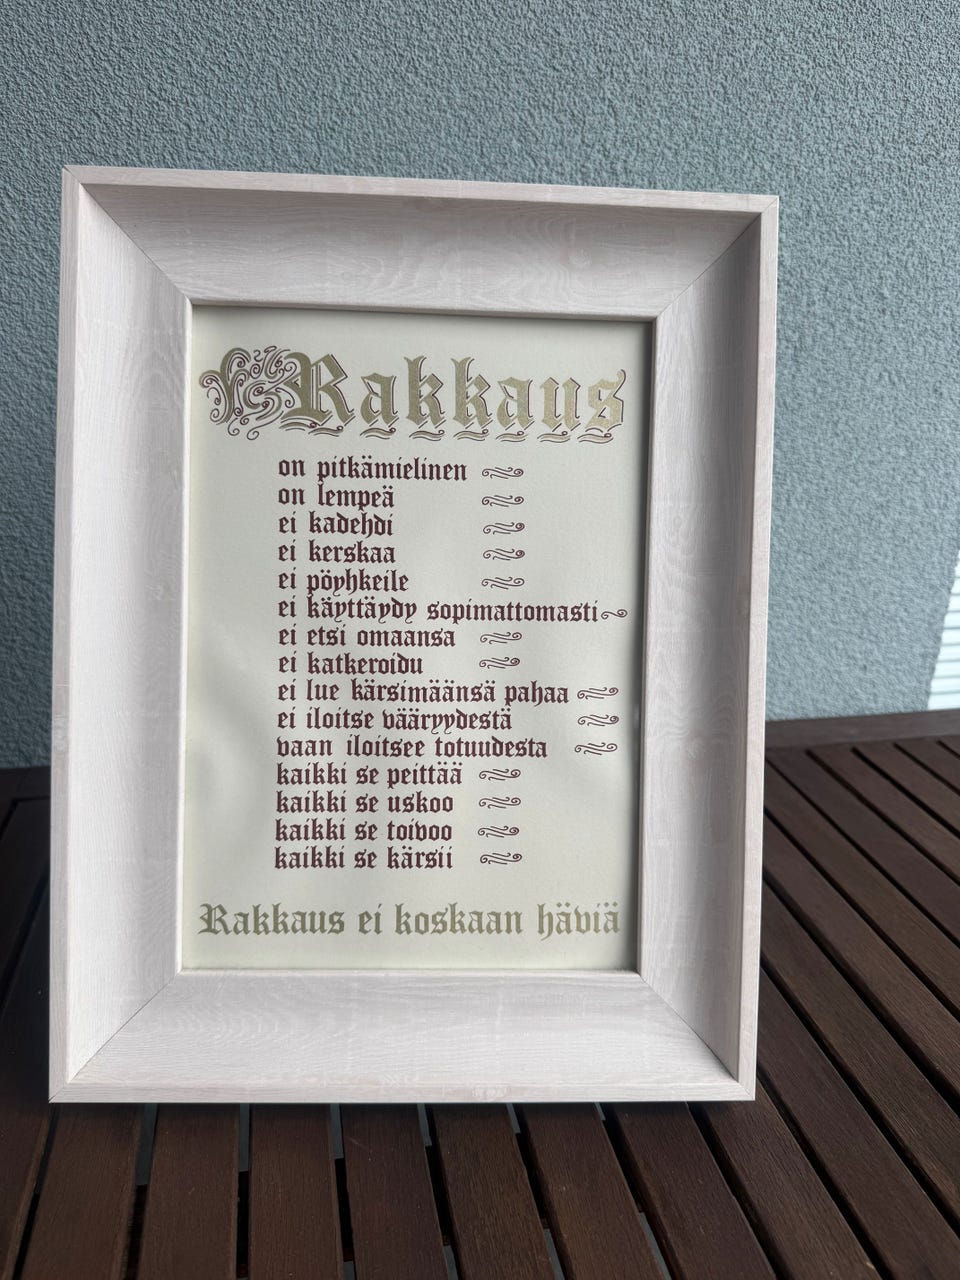 Rakkaus
on pitkämielinen
on lempeä
ei kadehdi
ei kerskaa
ei pöyhkeile
ei käyttäydy sopimattomasti
ei etsi omaansa
ei katkeroidu
ei lue kärsimäänsä pahaa
ei iloitse vääryydestä
vaan iloitsee totuudesta
kaikki se peittää
kaikki se uskoo
kaikki se toivoo
kaikki se kärsii
Rakkaus ei koskaan häviä